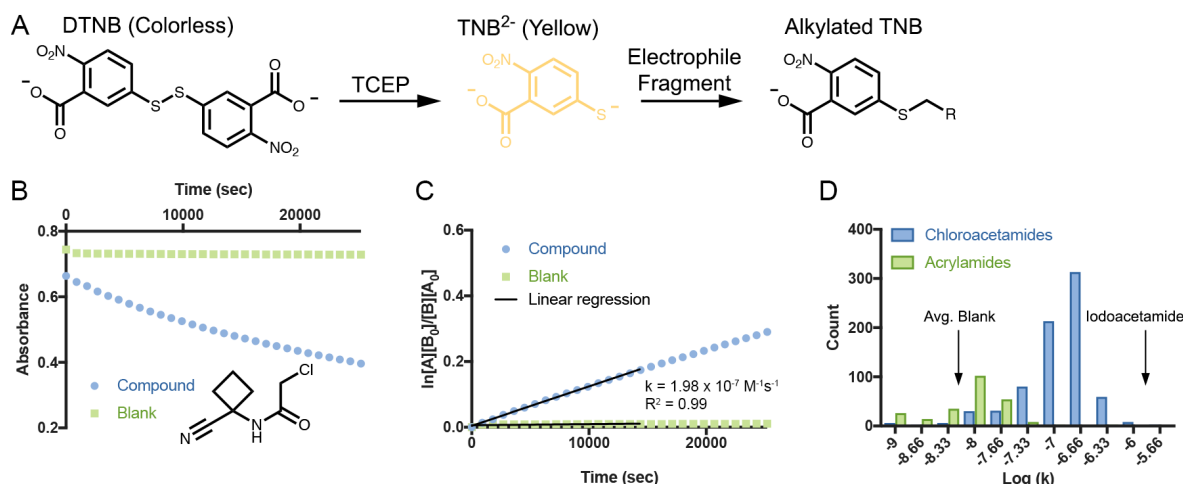 A
DTNB (Colorless)
TNB²⁻ (Yellow)
Alkylated TNB
O₂N
O
O⁻
S
S
O
O⁻
NO₂
TCEP
O₂N
⁻O
O
S⁻
Electrophile
Fragment
O₂N
⁻O
O
S
R
B
Time (sec)
0 10000 20000
0.8
0.6
0.4
0.2
Absorbance
Compound
Blank
N
N
H
O
Cl
C
ln[A][B₀]/[B][A₀]
0.6
0.4
0.2
0.0
Compound
Blank
Linear regression
k = 1.98 x 10⁻⁷ M⁻¹s⁻¹
R² = 0.99
0 10000 20000
Time (sec)
D
Count
400
300
200
100
0
Chloroacetamides
Acrylamides
Avg. Blank
Iodoacetamide
-9 -8.66 -8.33 -8 -7.66 -7.33 -7 -6.66 -6.33 -6 -5.66
Log (k)